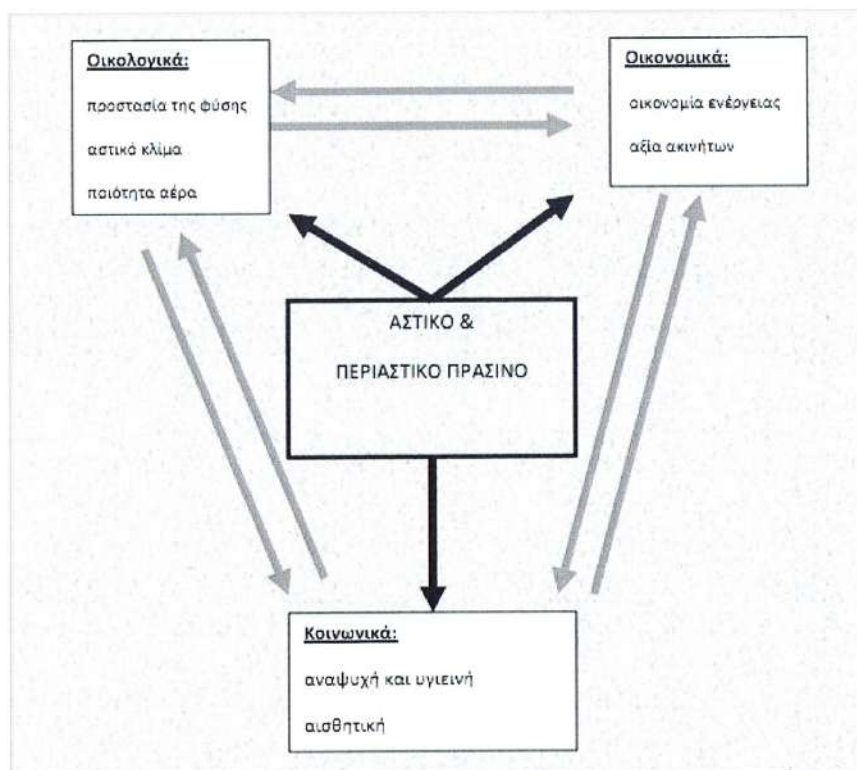 Οικολογικά:
προστασία της φύσης
αστικό κλίμα
ποιότητα αέρα
Οικονομικά:
οικονομία ενέργειας
αξία ακινήτων
ΑΣΤΙΚΟ &
ΠΕΡΙΑΣΤΙΚΟ ΠΡΑΣΙΝΟ
Κοινωνικά:
αναψυχή και υγιεινή
αισθητική